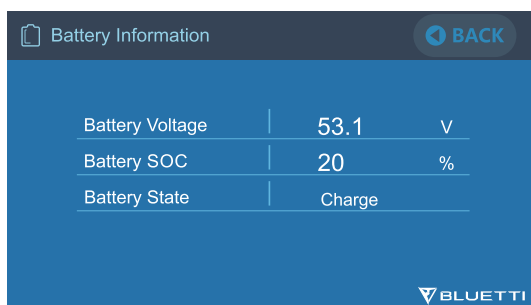 Battery Information
BACK
Battery Voltage 53.1 V
Battery SOC 20 %
Battery State Charge
BLUETTI